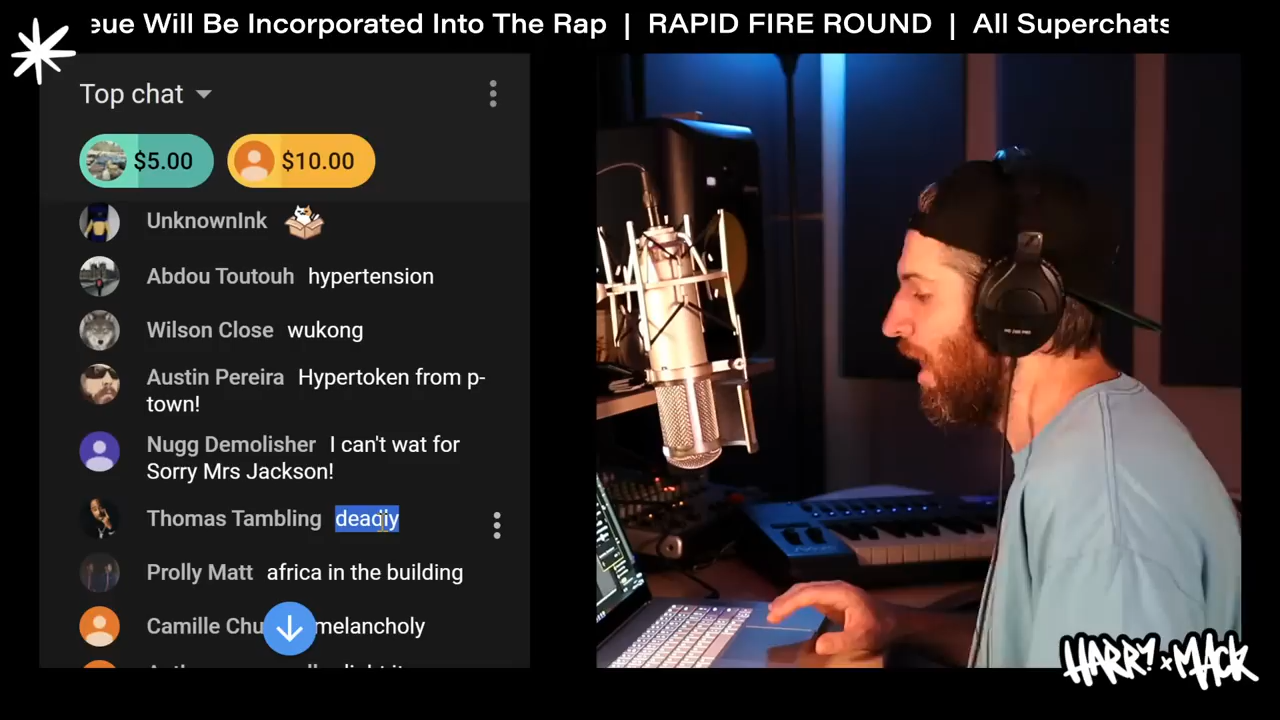 eue Will Be Incorporated Into The Rap | RAPID FIRE ROUND | All Superchats
Top chat
$5.00 $10.00
UnknownInk
Abdou Toutouh hypertension
Wilson Close wukong
Austin Pereira Hypertoken from p-
town!
Nugg Demolisher I can't wat for
Sorry Mrs Jackson!
Thomas Tambling deadly
Prolly Matt africa in the building
Camille Chu melancholy
HARRY x MACK